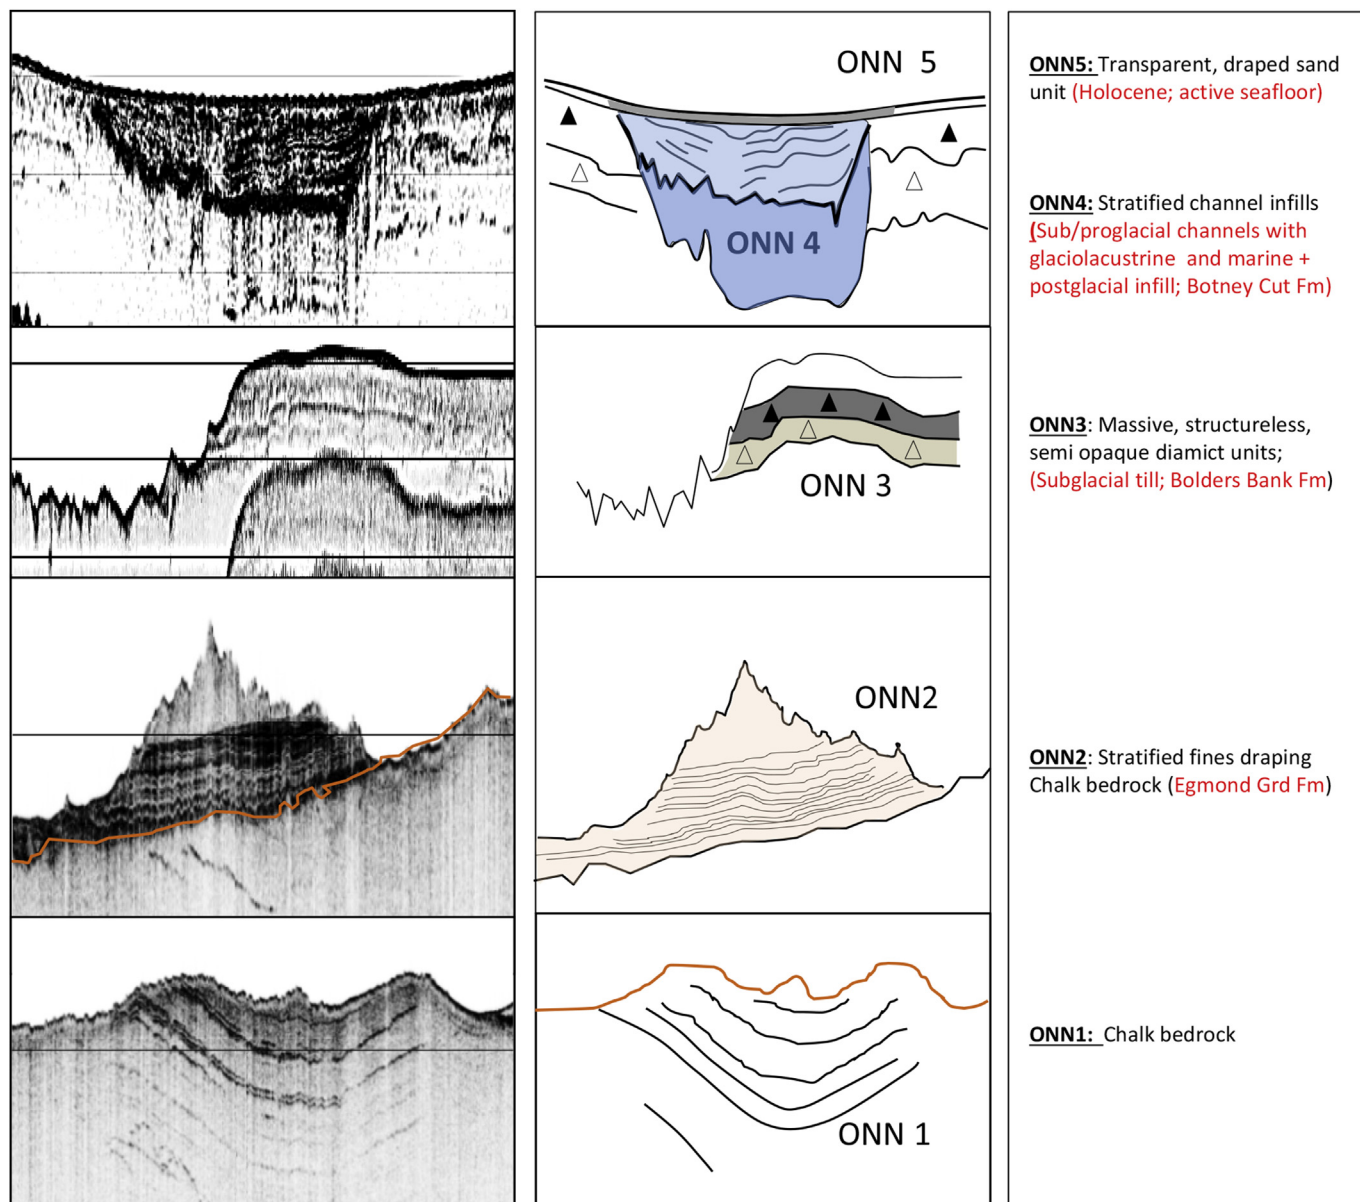 ONN 5
ONN5: Transparent, draped sand
unit (Holocene; active seafloor)
ONN 4
ONN4: Stratified channel infills
(Sub/proglacial channels with
glaciolacustrine and marine +
postglacial infill; Botney Cut Fm)
ONN 3
ONN3: Massive, structureless,
semi opaque diamict units;
(Subglacial till; Bolders Bank Fm)
ONN2
ONN2: Stratified fines draping
Chalk bedrock (Egmond Grd Fm)
ONN 1
ONN1: Chalk bedrock